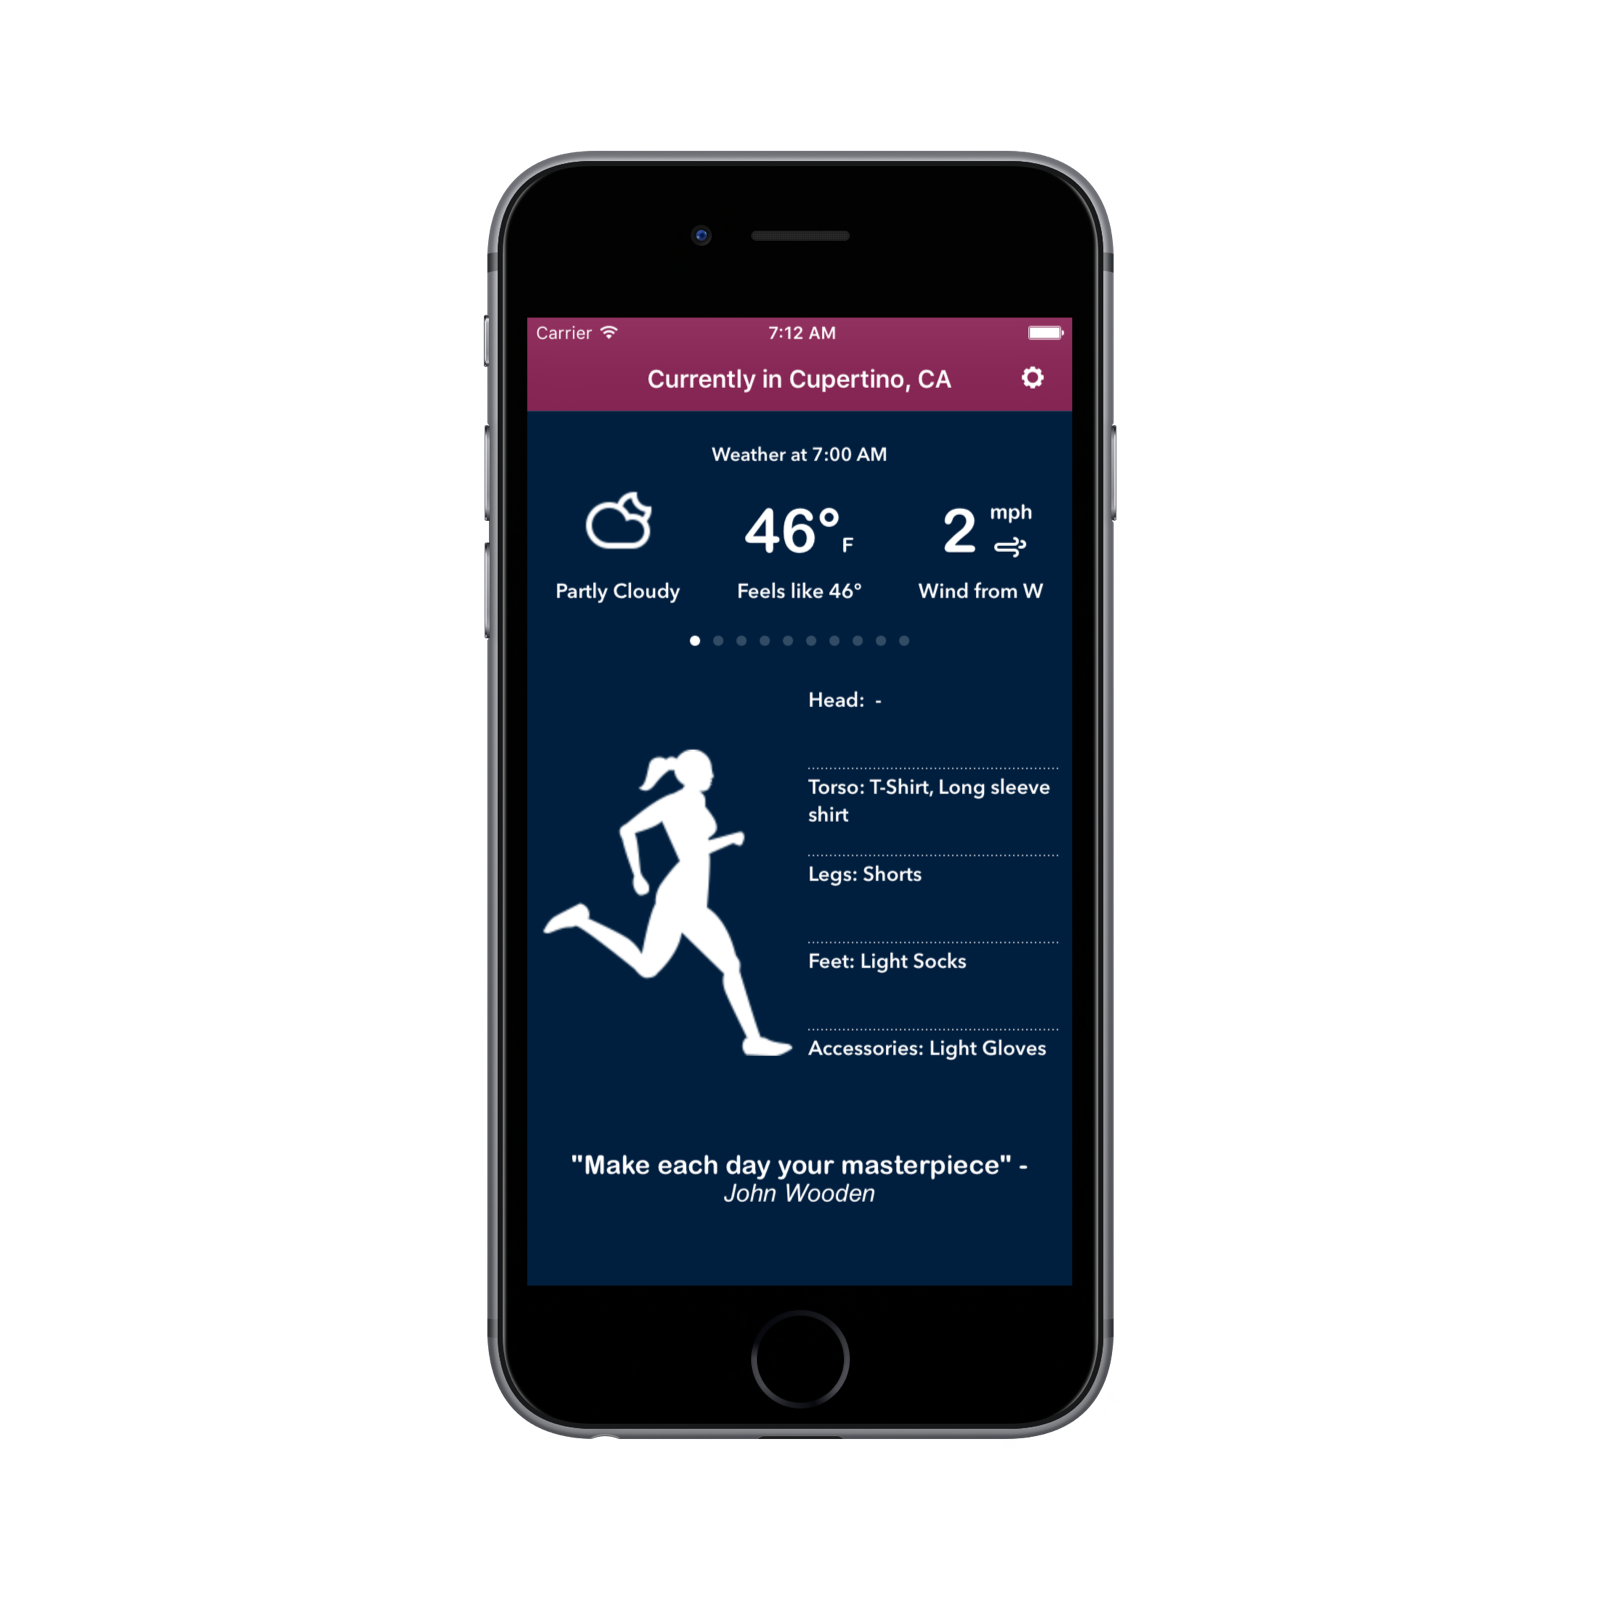 Carrier 7:12 AM
Currently in Cupertino, CA
Weather at 7:00 AM
46° F
2 mph
Partly Cloudy
Feels like 46°
Wind from W
Head: -
Torso: T-Shirt, Long sleeve
shirt
Legs: Shorts
Feet: Light Socks
Accessories: Light Gloves
"Make each day your masterpiece" -
John Wooden